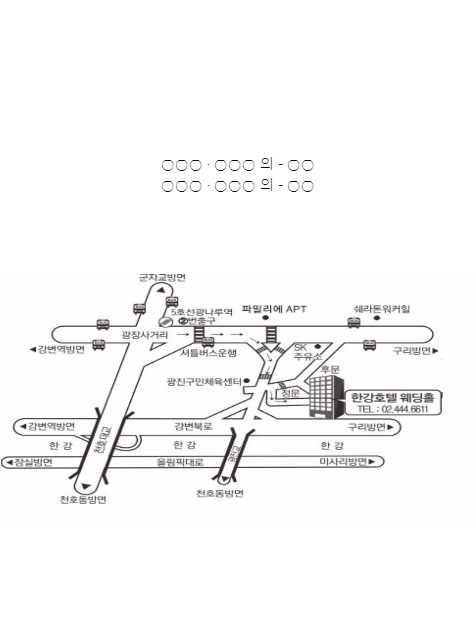 ○○○ · ○○○ 의 - ○○
○○○ · ○○○ 의 - ○○
군자교방면
5호선광나루역
②번출구
파밀리에 APT
쉐라톤워커힐
광장사거리
◀강변역방면
셔틀버스운행
SK
주유소
구리방면▶
후문
광진구민체육센터
정문
한강호텔 웨딩홀
TEL : 02.444.6611
◀강변역방면
강변북로
구리방면▶
천호대교
한 강
한 강
한 강
◀잠실방면
올림픽대로
미사리방면▶
천호동방면
천호동방면